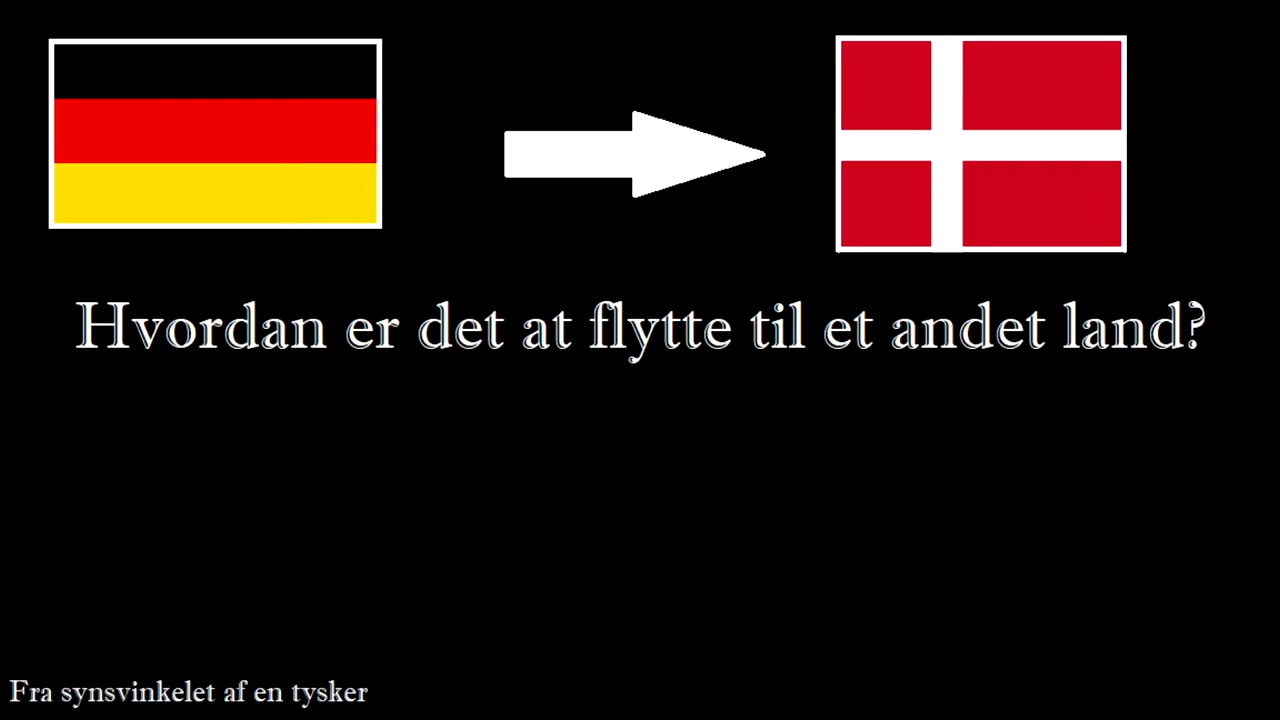 Hvordan er det at flytte til et andet land?
Fra synsvinkelet af en tysker